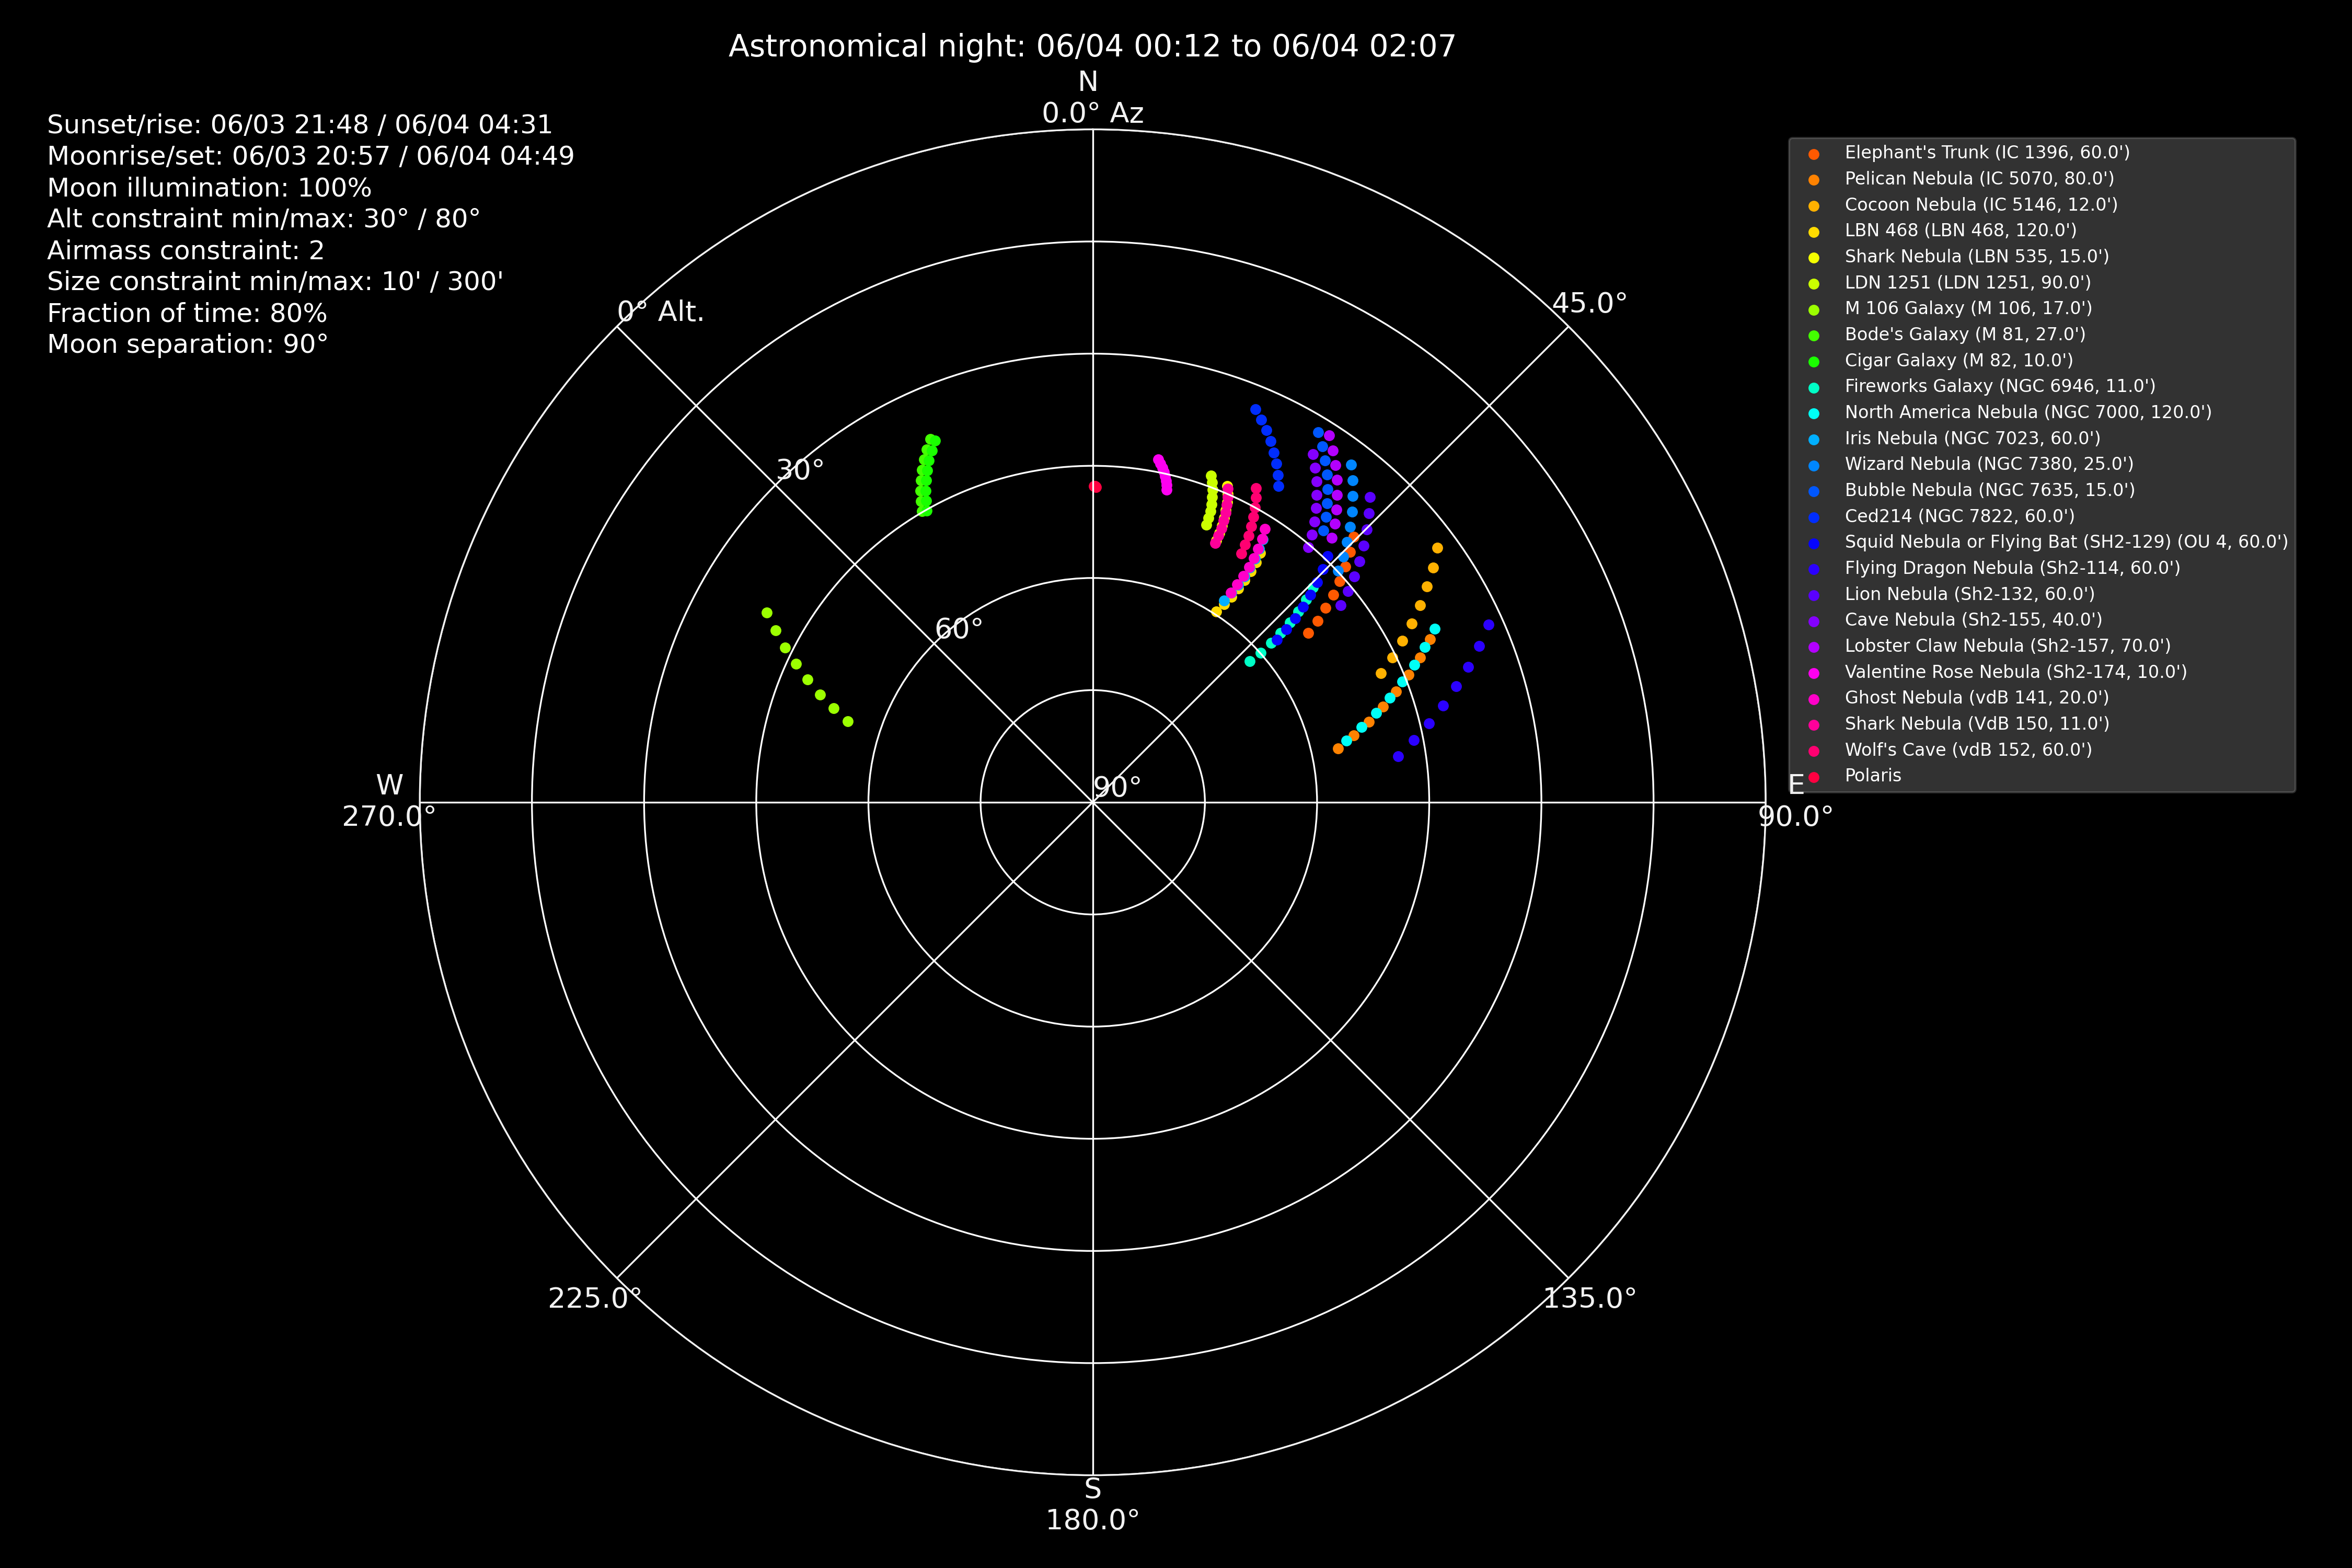 Astronomical night: 06/04 00:12 to 06/04 02:07
N
0.0° Az
Sunset/rise: 06/03 21:48 / 06/04 04:31
Moonrise/set: 06/03 20:57 / 06/04 04:49
Moon illumination: 100%
Alt constraint min/max: 30° / 80°
Airmass constraint: 2
Size constraint min/max: 10' / 300'
Fraction of time: 80%
Moon separation: 90°
0° Alt.
30°
60°
90°
45.0°
W
270.0°
E
90.0°
225.0°
135.0°
S
180.0°
Elephant's Trunk (IC 1396, 60.0')
Pelican Nebula (IC 5070, 80.0')
Cocoon Nebula (IC 5146, 12.0')
LBN 468 (LBN 468, 120.0')
Shark Nebula (LBN 535, 15.0')
LDN 1251 (LDN 1251, 90.0')
M 106 Galaxy (M 106, 17.0')
Bode's Galaxy (M 81, 27.0')
Cigar Galaxy (M 82, 10.0')
Fireworks Galaxy (NGC 6946, 11.0')
North America Nebula (NGC 7000, 120.0')
Iris Nebula (NGC 7023, 60.0')
Wizard Nebula (NGC 7380, 25.0')
Bubble Nebula (NGC 7635, 15.0')
Ced214 (NGC 7822, 60.0')
Squid Nebula or Flying Bat (SH2-129) (OU 4, 60.0')
Flying Dragon Nebula (Sh2-114, 60.0')
Lion Nebula (Sh2-132, 60.0')
Cave Nebula (Sh2-155, 40.0')
Lobster Claw Nebula (Sh2-157, 70.0')
Valentine Rose Nebula (Sh2-174, 10.0')
Ghost Nebula (vdB 141, 20.0')
Shark Nebula (VdB 150, 11.0')
Wolf's Cave (vdB 152, 60.0')
Polaris